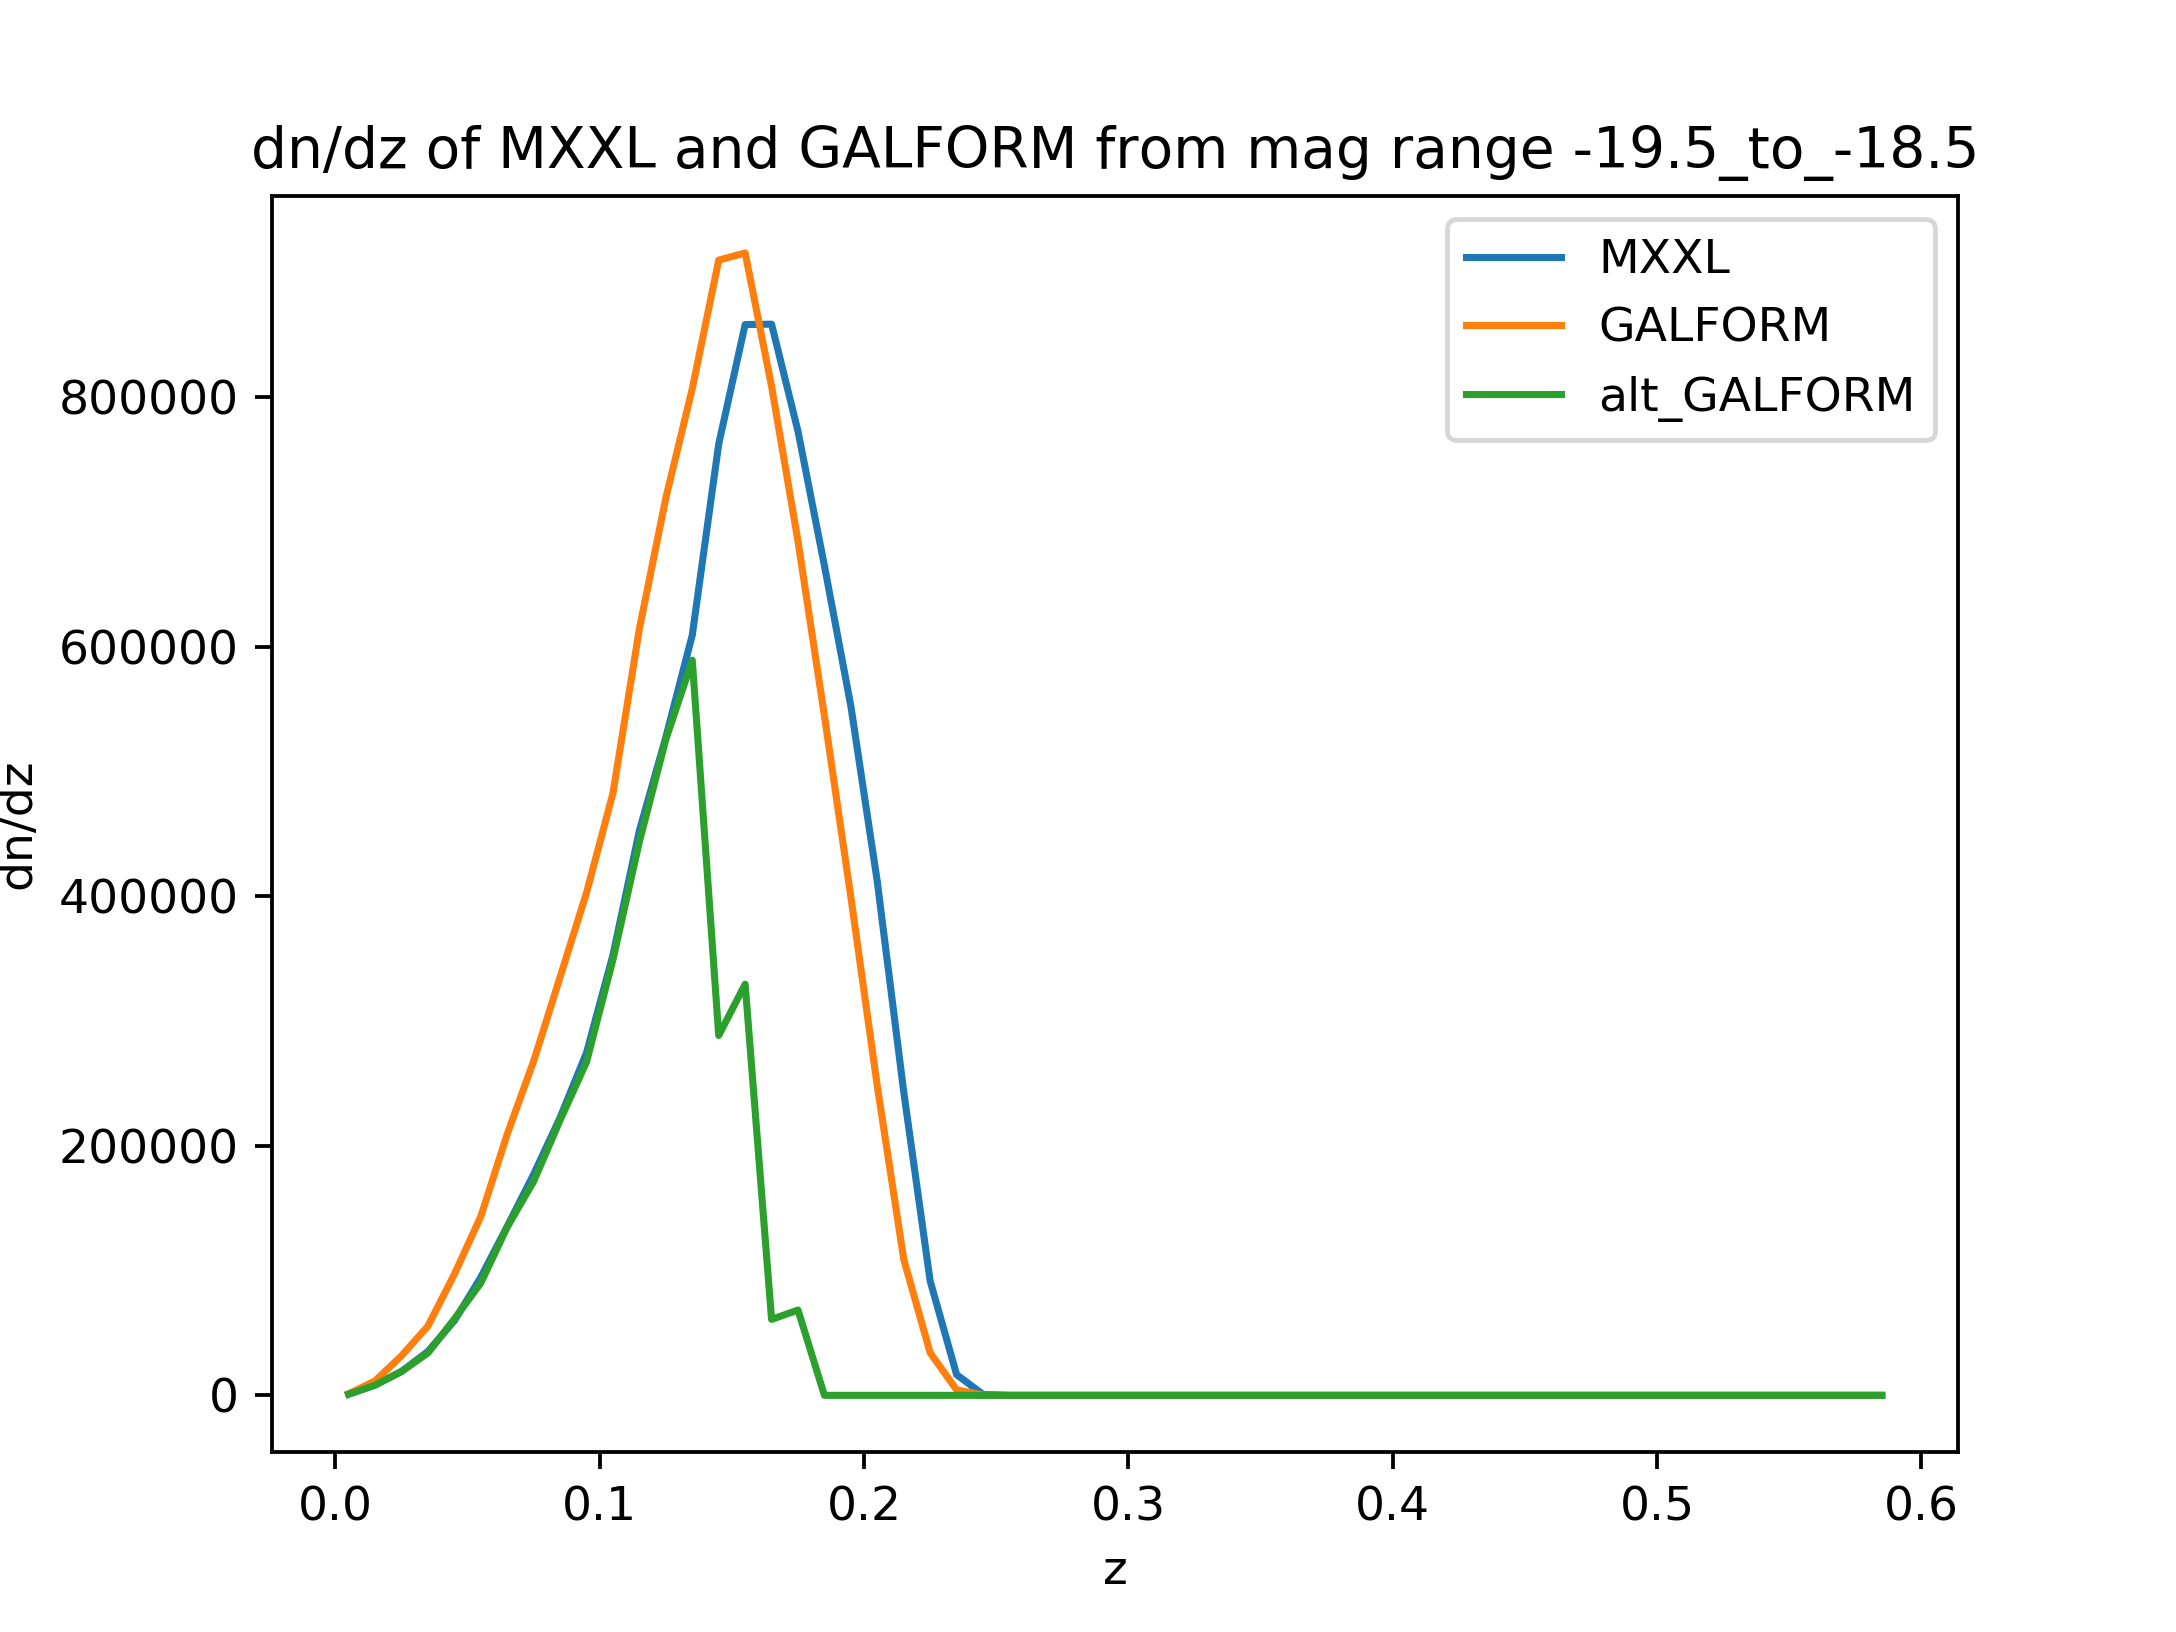 dn/dz of MXXL and GALFORM from mag range -19.5_to_-18.5
MXXL
GALFORM
alt_GALFORM
800000
600000
400000
200000
0
dn/dz
0.0 0.1 0.2 0.3 0.4 0.5 0.6
z